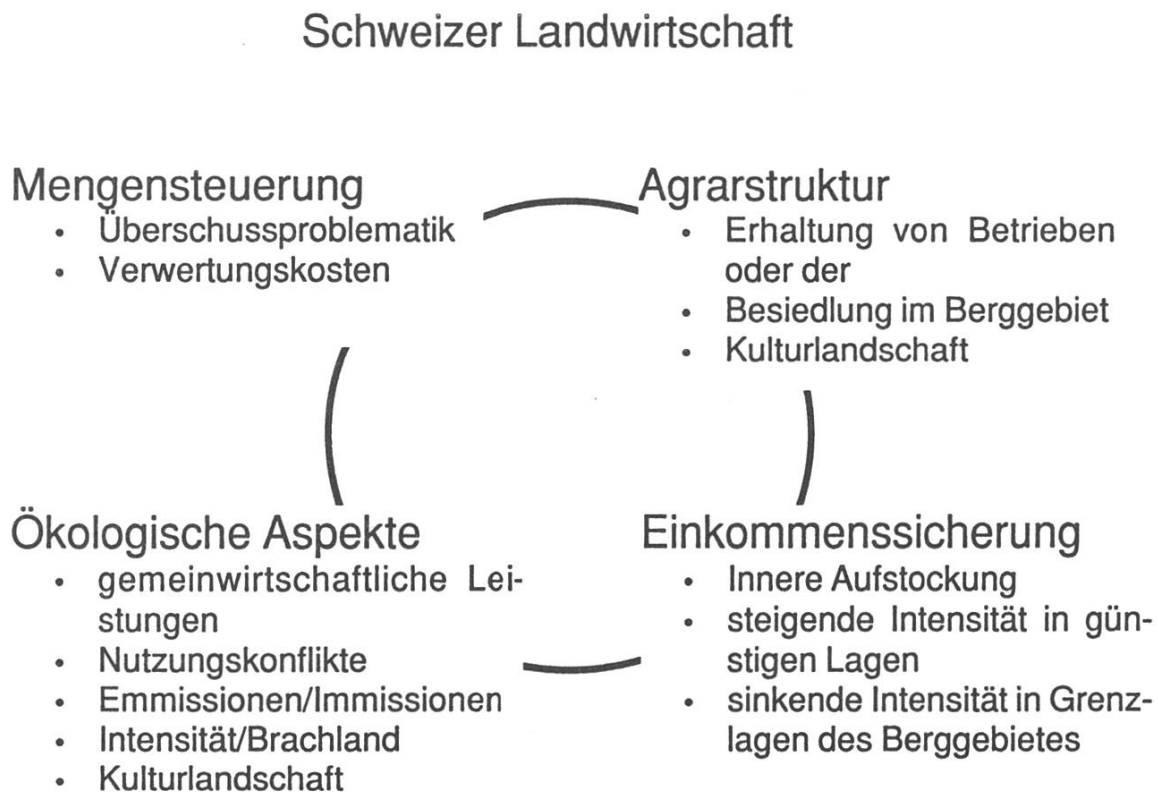 Schweizer Landwirtschaft
Mengensteuerung
• Überschussproblematik
• Verwertungskosten
Agrarstruktur
• Erhaltung von Betrieben
oder der
• Besiedlung im Berggebiet
• Kulturlandschaft
Ökologische Aspekte
• gemeinwirtschaftliche Lei-
stungen
• Nutzungskonflikte
• Emmissionen/Immissionen
• Intensität/Brachland
• Kulturlandschaft
Einkommenssicherung
• Innere Aufstockung
• steigende Intensität in gün-
stigen Lagen
• sinkende Intensität in Grenz-
lagen des Berggebietes